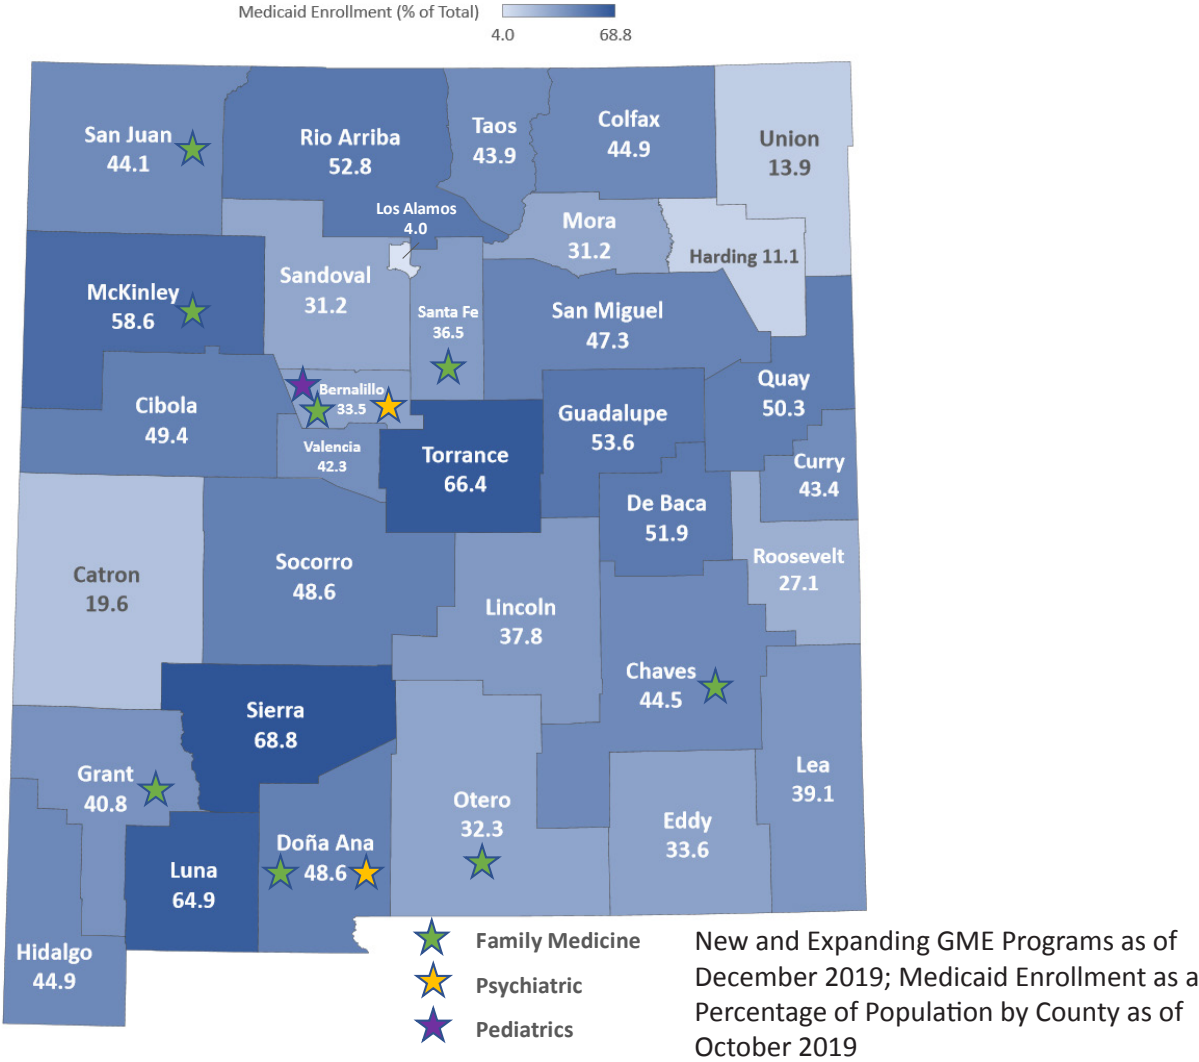 Medicaid Enrollment (% of Total)
4.0
68.8
San Juan
44.1
Rio Arriba
52.8
Taos
43.9
Colfax
44.9
Union
13.9
Los Alamos
4.0
Mora
31.2
Harding 11.1
McKinley
58.6
Sandoval
31.2
Santa Fe
36.5
San Miguel
47.3
Quay
50.3
Cibola
49.4
Bernalillo
33.5
Guadalupe
53.6
Valencia
42.3
Torrance
66.4
Curry
43.4
De Baca
51.9
Roosevelt
27.1
Catron
19.6
Socorro
48.6
Lincoln
37.8
Chaves
44.5
Sierra
68.8
Grant
40.8
Lea
39.1
Otero
32.3
Eddy
33.6
Doña Ana
48.6
Luna
64.9
Hidalgo
44.9
Family Medicine
Psychiatric
Pediatrics
New and Expanding GME Programs as of
December 2019; Medicaid Enrollment as a
Percentage of Population by County as of
October 2019